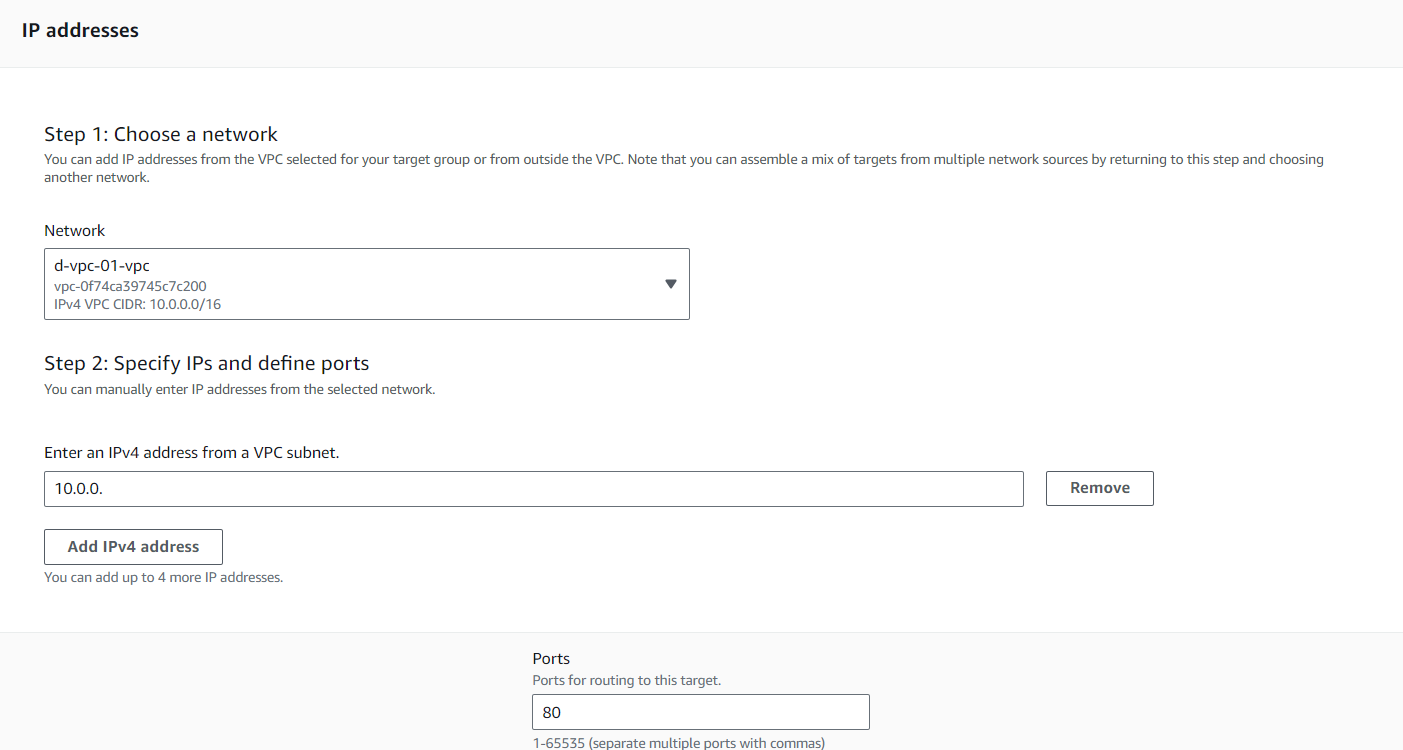 IP addresses
Step 1: Choose a network
You can add IP addresses from the VPC selected for your target group or from outside the VPC. Note that you can assemble a mix of targets from multiple network sources by returning to this step and choosing
another network.
Network
d-vpc-01-vpc
vpc-0f74ca39745c7c200
IPv4 VPC CIDR: 10.0.0.0/16
Step 2: Specify IPs and define ports
You can manually enter IP addresses from the selected network.
Enter an IPv4 address from a VPC subnet.
10.0.0.
Remove
Add IPv4 address
You can add up to 4 more IP addresses.
Ports
Ports for routing to this target.
80
1-65535 (separate multiple ports with commas)